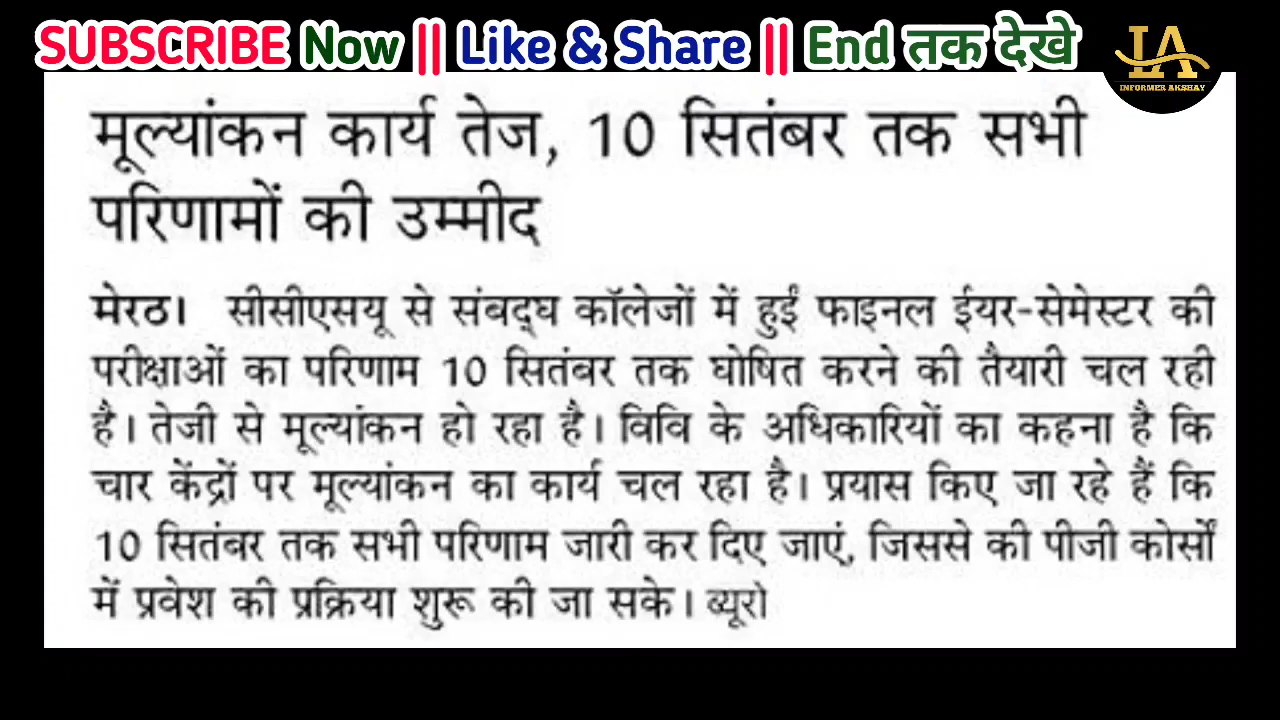 SUBSCRIBE Now || Like & Share || End तक देखे
IA
INFORMER AKSHAY
मूल्यांकन कार्य तेज, 10 सितंबर तक सभी
परिणामों की उम्मीद
मेरठ। सीसीएसयू से संबद्घ कॉलेजों में हुईं फाइनल ईयर-सेमेस्टर की
परीक्षाओं का परिणाम 10 सितंबर तक घोषित करने की तैयारी चल रही
है। तेजी से मूल्यांकन हो रहा है। विवि के अधिकारियों का कहना है कि
चार केंद्रों पर मूल्यांकन का कार्य चल रहा है। प्रयास किए जा रहे हैं कि
10 सितंबर तक सभी परिणाम जारी कर दिए जाएं, जिससे की पीजी कोर्सों
में प्रवेश की प्रक्रिया शुरू की जा सके। ब्यूरो